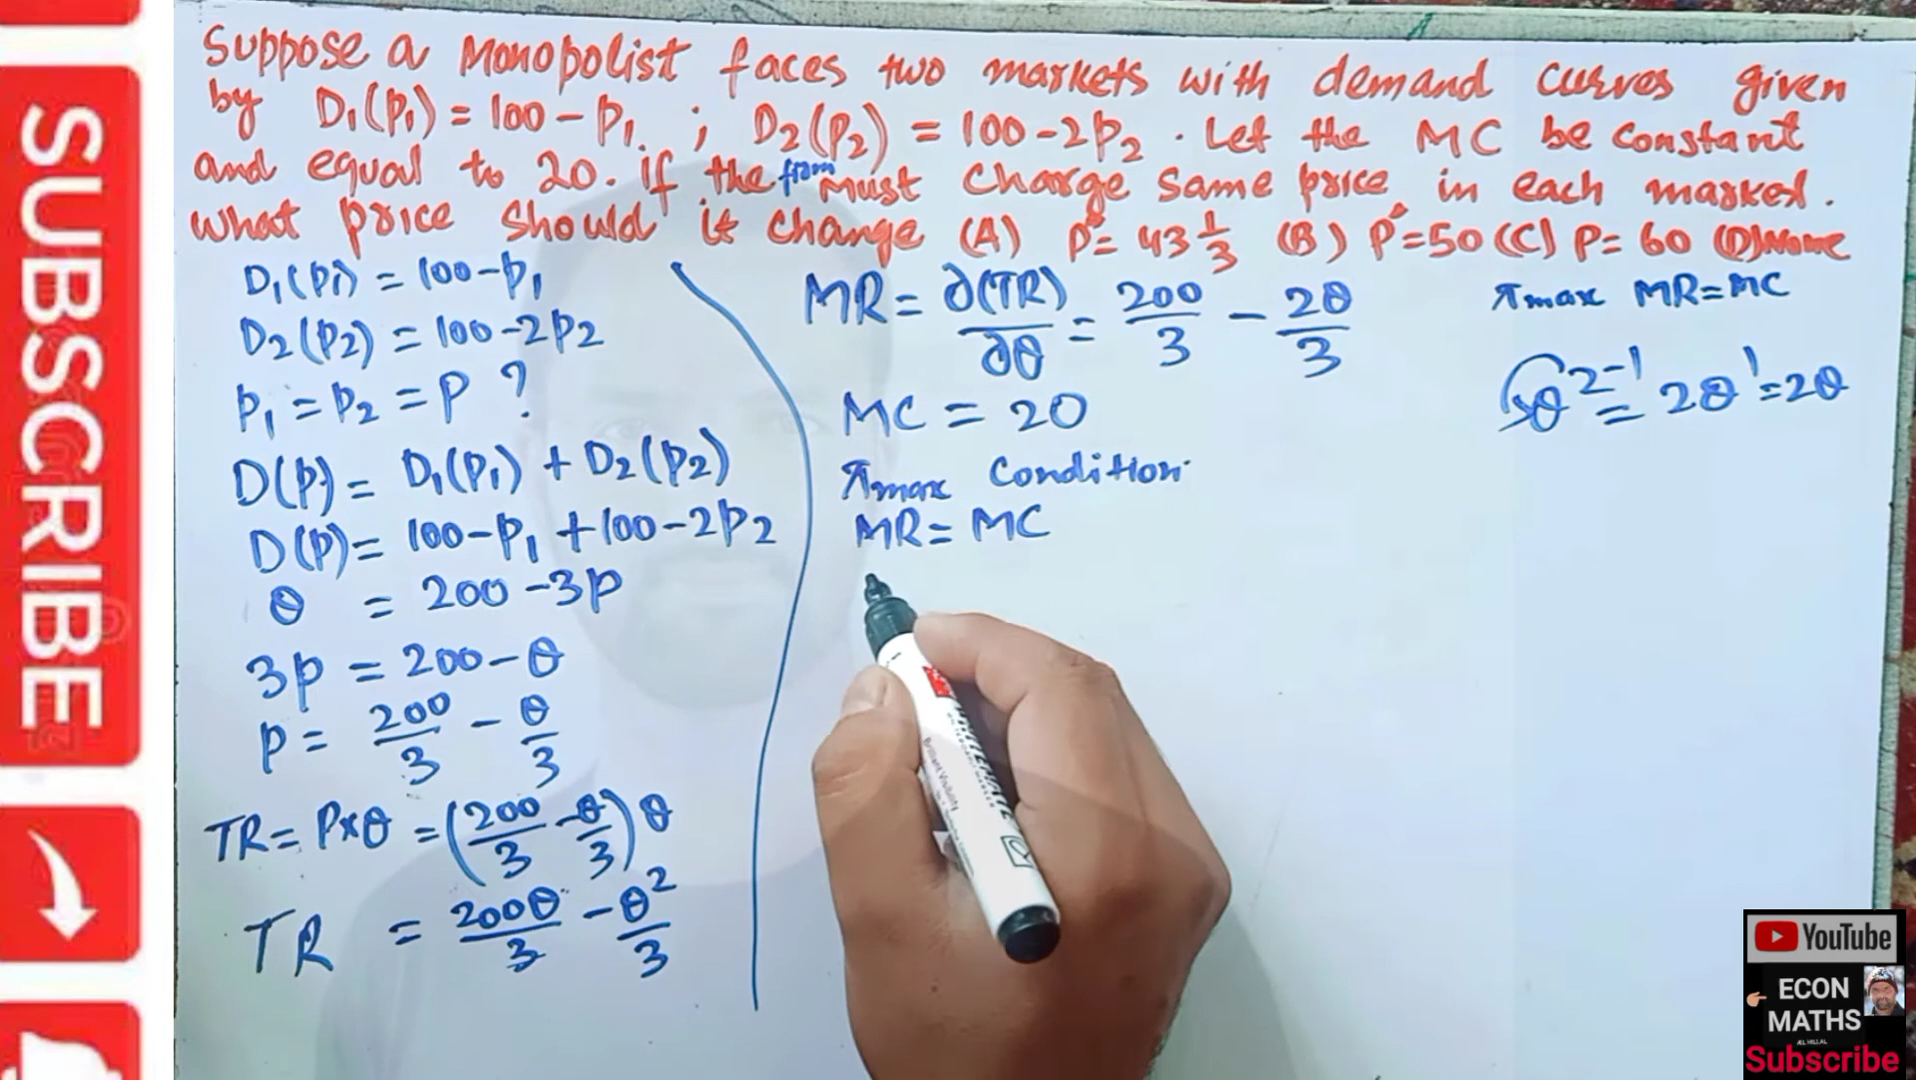 SUBSCRIBE
Suppose a Monopolist faces two markets with demand curves given
by D₁(P₁) = 100-P₁. ; D₂(P₂) = 100-2P₂. Let the MC be constant
and equal to 20. if the from must charge same price in each market.
what price should it change (A) P*= 43 1/3 (B) P*=50 (C) P= 60 (D) None
D₁(P₁) = 100-P₁
D₂(P₂) = 100-2P₂
P₁ = P₂ = P ?
D(P) = D₁(P₁) + D₂(P₂)
D(P) = 100-P₁ +100-2P₂
θ = 200-3P
3P = 200-θ
P = 200/3 - θ/3
TR = P×θ = (200/3 - θ/3) θ
TR = 200θ/3 - θ²/3
MR = ∂(TR)/∂θ = 200/3 - 2θ/3
MC = 20
πmax Condition
MR = MC
πmax MR=MC
θ²⁻¹ = 2θ¹ = 2θ
YouTube
ECON
MATHS
Subscribe